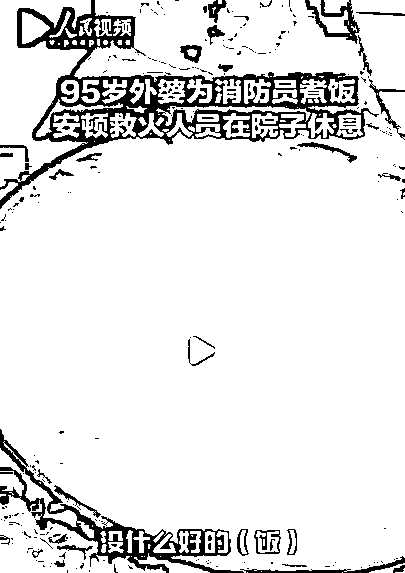 人民视频
95岁外婆为消防员煮饭
安顿救火人员在院子休息
没什么好的（饭）